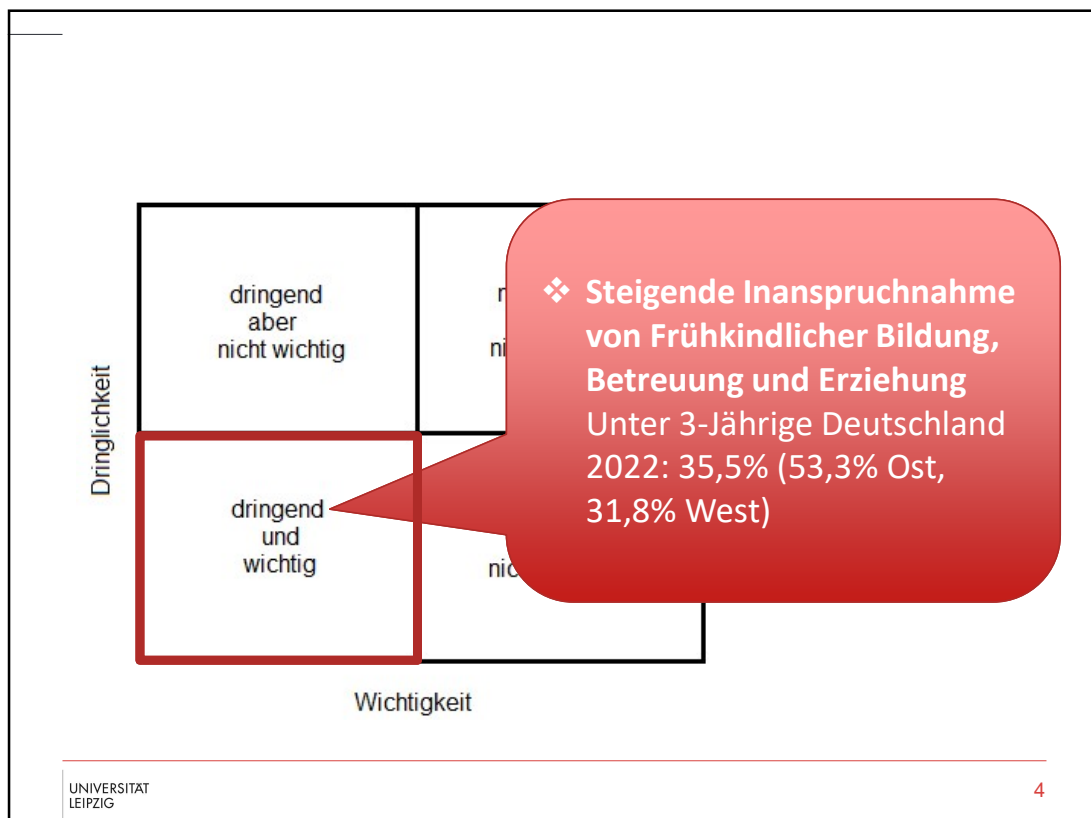 dringend
aber
nicht wichtig
❖ Steigende Inanspruchnahme
von Frühkindlicher Bildung,
Betreuung und Erziehung
Unter 3-Jährige Deutschland
2022: 35,5% (53,3% Ost,
31,8% West)
Dringlichkeit
dringend
und
wichtig
Wichtigkeit
UNIVERSITÄT
LEIPZIG
4